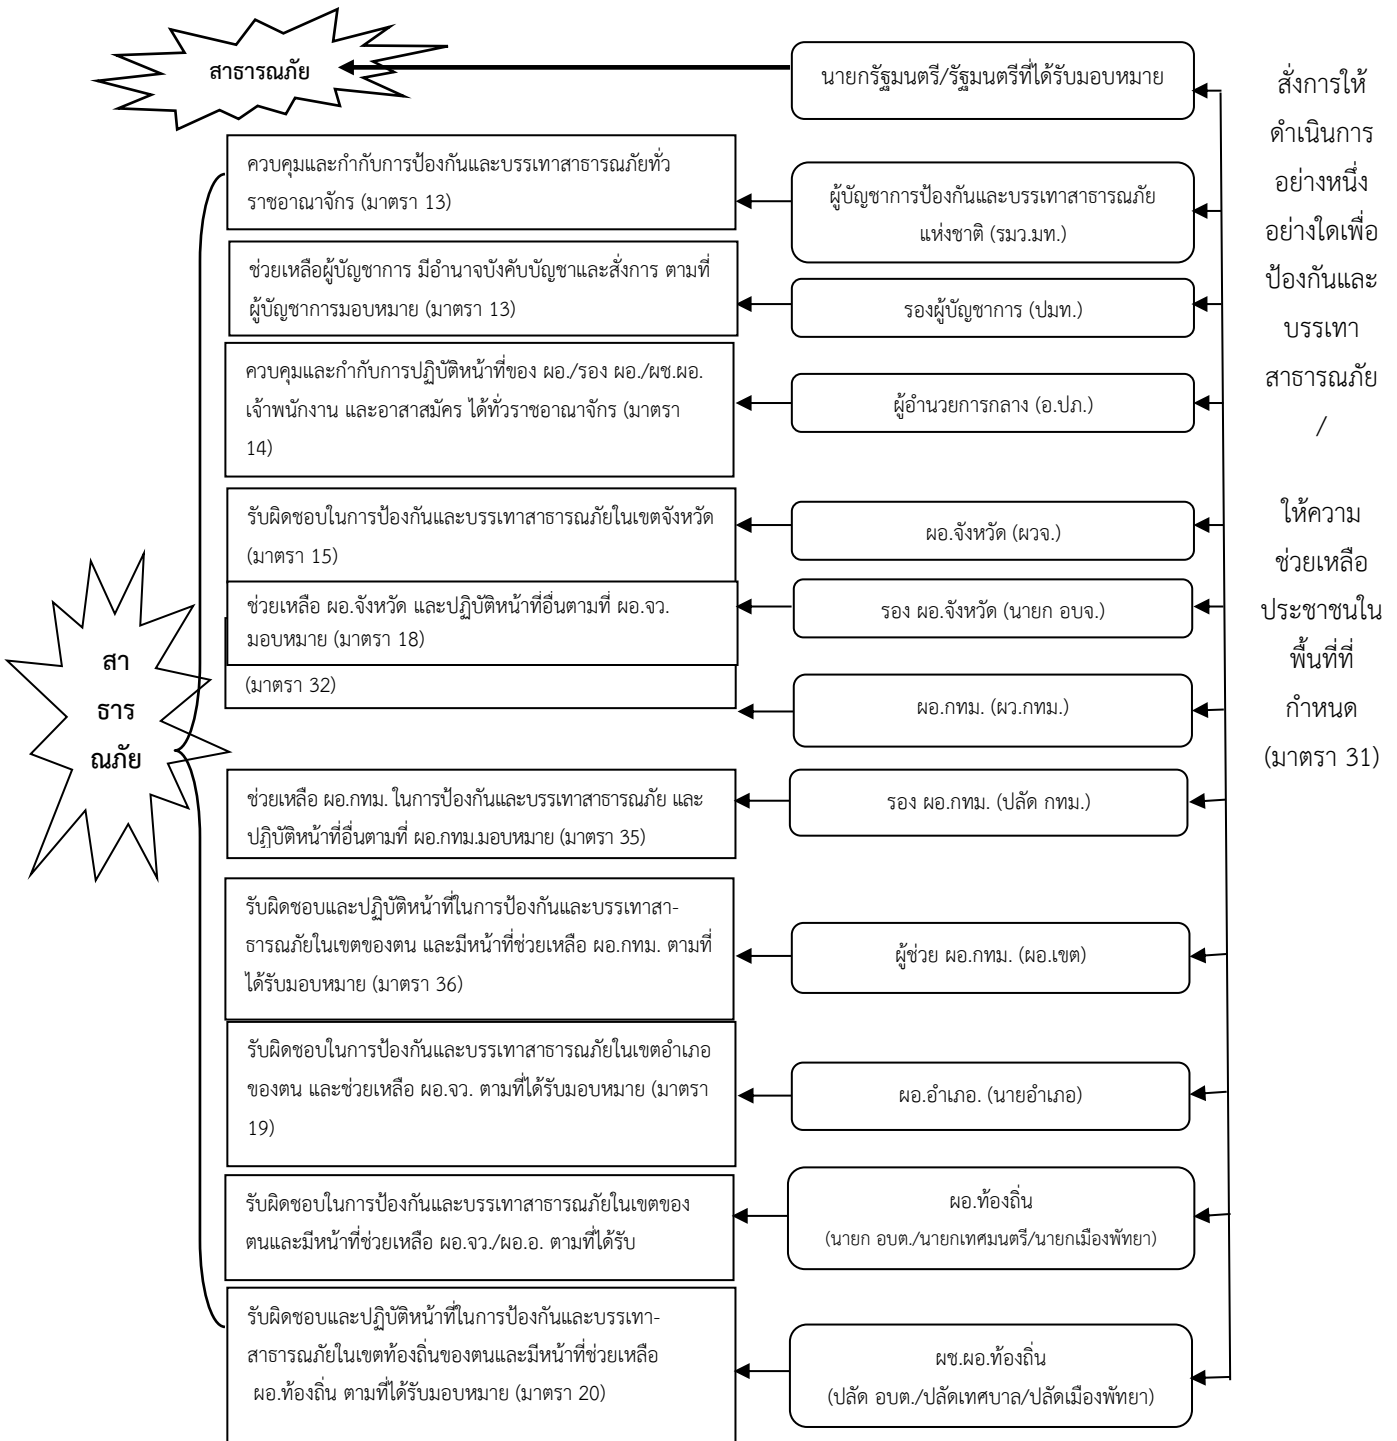 สาธารณภัย
นายกรัฐมนตรี/รัฐมนตรีที่ได้รับมอบหมาย
ควบคุมและกำกับการป้องกันและบรรเทาสาธารณภัยทั่ว
ราชอาณาจักร (มาตรา 13)
ผู้บัญชาการป้องกันและบรรเทาสาธารณภัย
แห่งชาติ (รมว.มท.)
ช่วยเหลือผู้บัญชาการ มีอำนาจบังคับบัญชาและสั่งการ ตามที่
ผู้บัญชาการมอบหมาย (มาตรา 13)
รองผู้บัญชาการ (ปมท.)
ควบคุมและกำกับการปฏิบัติหน้าที่ของ ผอ./รอง ผอ./ผช.ผอ.
เจ้าพนักงาน และอาสาสมัคร ได้ทั่วราชอาณาจักร (มาตรา
14)
ผู้อำนวยการกลาง (อ.ปภ.)
รับผิดชอบในการป้องกันและบรรเทาสาธารณภัยในเขตจังหวัด
(มาตรา 15)
ผอ.จังหวัด (ผวจ.)
ช่วยเหลือ ผอ.จังหวัด และปฏิบัติหน้าที่อื่นตามที่ ผอ.จว.
มอบหมาย (มาตรา 18)
รอง ผอ.จังหวัด (นายก อบจ.)
(มาตรา 32)
ผอ.กทม. (ผว.กทม.)
ช่วยเหลือ ผอ.กทม. ในการป้องกันและบรรเทาสาธารณภัย และ
ปฏิบัติหน้าที่อื่นตามที่ ผอ.กทม.มอบหมาย (มาตรา 35)
รอง ผอ.กทม. (ปลัด กทม.)
รับผิดชอบและปฏิบัติหน้าที่ในการป้องกันและบรรเทาสา-
ธารณภัยในเขตของตน และมีหน้าที่ช่วยเหลือ ผอ.กทม. ตามที่
ได้รับมอบหมาย (มาตรา 36)
ผู้ช่วย ผอ.กทม. (ผอ.เขต)
รับผิดชอบในการป้องกันและบรรเทาสาธารณภัยในเขตอำเภอ
ของตน และช่วยเหลือ ผอ.จว. ตามที่ได้รับมอบหมาย (มาตรา
19)
ผอ.อำเภอ. (นายอำเภอ)
รับผิดชอบในการป้องกันและบรรเทาสาธารณภัยในเขตของ
ตนและมีหน้าที่ช่วยเหลือ ผอ.จว./ผอ.อ. ตามที่ได้รับ
ผอ.ท้องถิ่น
(นายก อบต./นายกเทศมนตรี/นายกเมืองพัทยา)
รับผิดชอบและปฏิบัติหน้าที่ในการป้องกันและบรรเทา-
สาธารณภัยในเขตท้องถิ่นของตนและมีหน้าที่ช่วยเหลือ
ผอ.ท้องถิ่น ตามที่ได้รับมอบหมาย (มาตรา 20)
ผช.ผอ.ท้องถิ่น
(ปลัด อบต./ปลัดเทศบาล/ปลัดเมืองพัทยา)
สา
ธาร
ณภัย
สั่งการให้
ดำเนินการ
อย่างหนึ่ง
อย่างใดเพื่อ
ป้องกันและ
บรรเทา
สาธารณภัย
/
ให้ความ
ช่วยเหลือ
ประชาชนใน
พื้นที่ที่
กำหนด
(มาตรา 31)